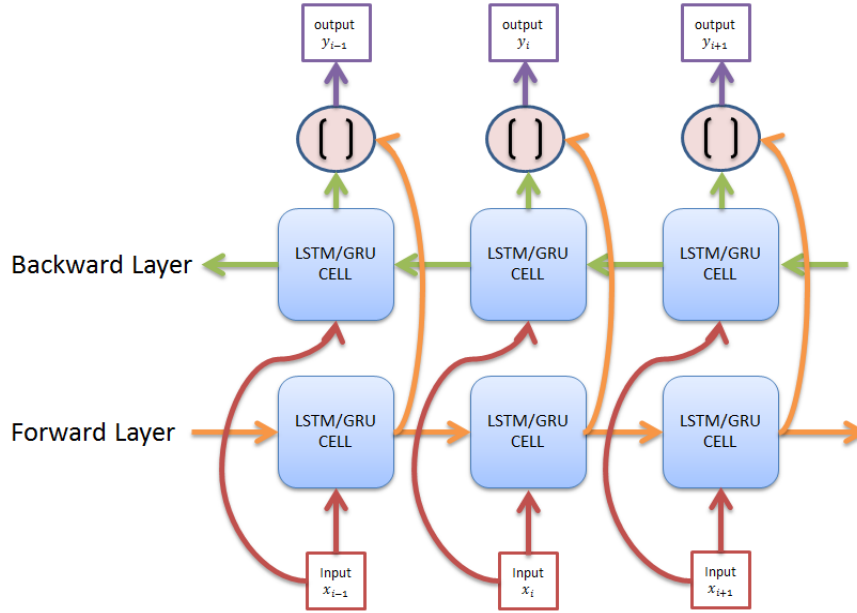 output
y_{i-1}
output
y_i
output
y_{i+1}
[ ]
[ ]
[ ]
Backward Layer
LSTM/GRU
CELL
LSTM/GRU
CELL
LSTM/GRU
CELL
Forward Layer
LSTM/GRU
CELL
LSTM/GRU
CELL
LSTM/GRU
CELL
Input
x_{i-1}
Input
x_i
Input
x_{i+1}